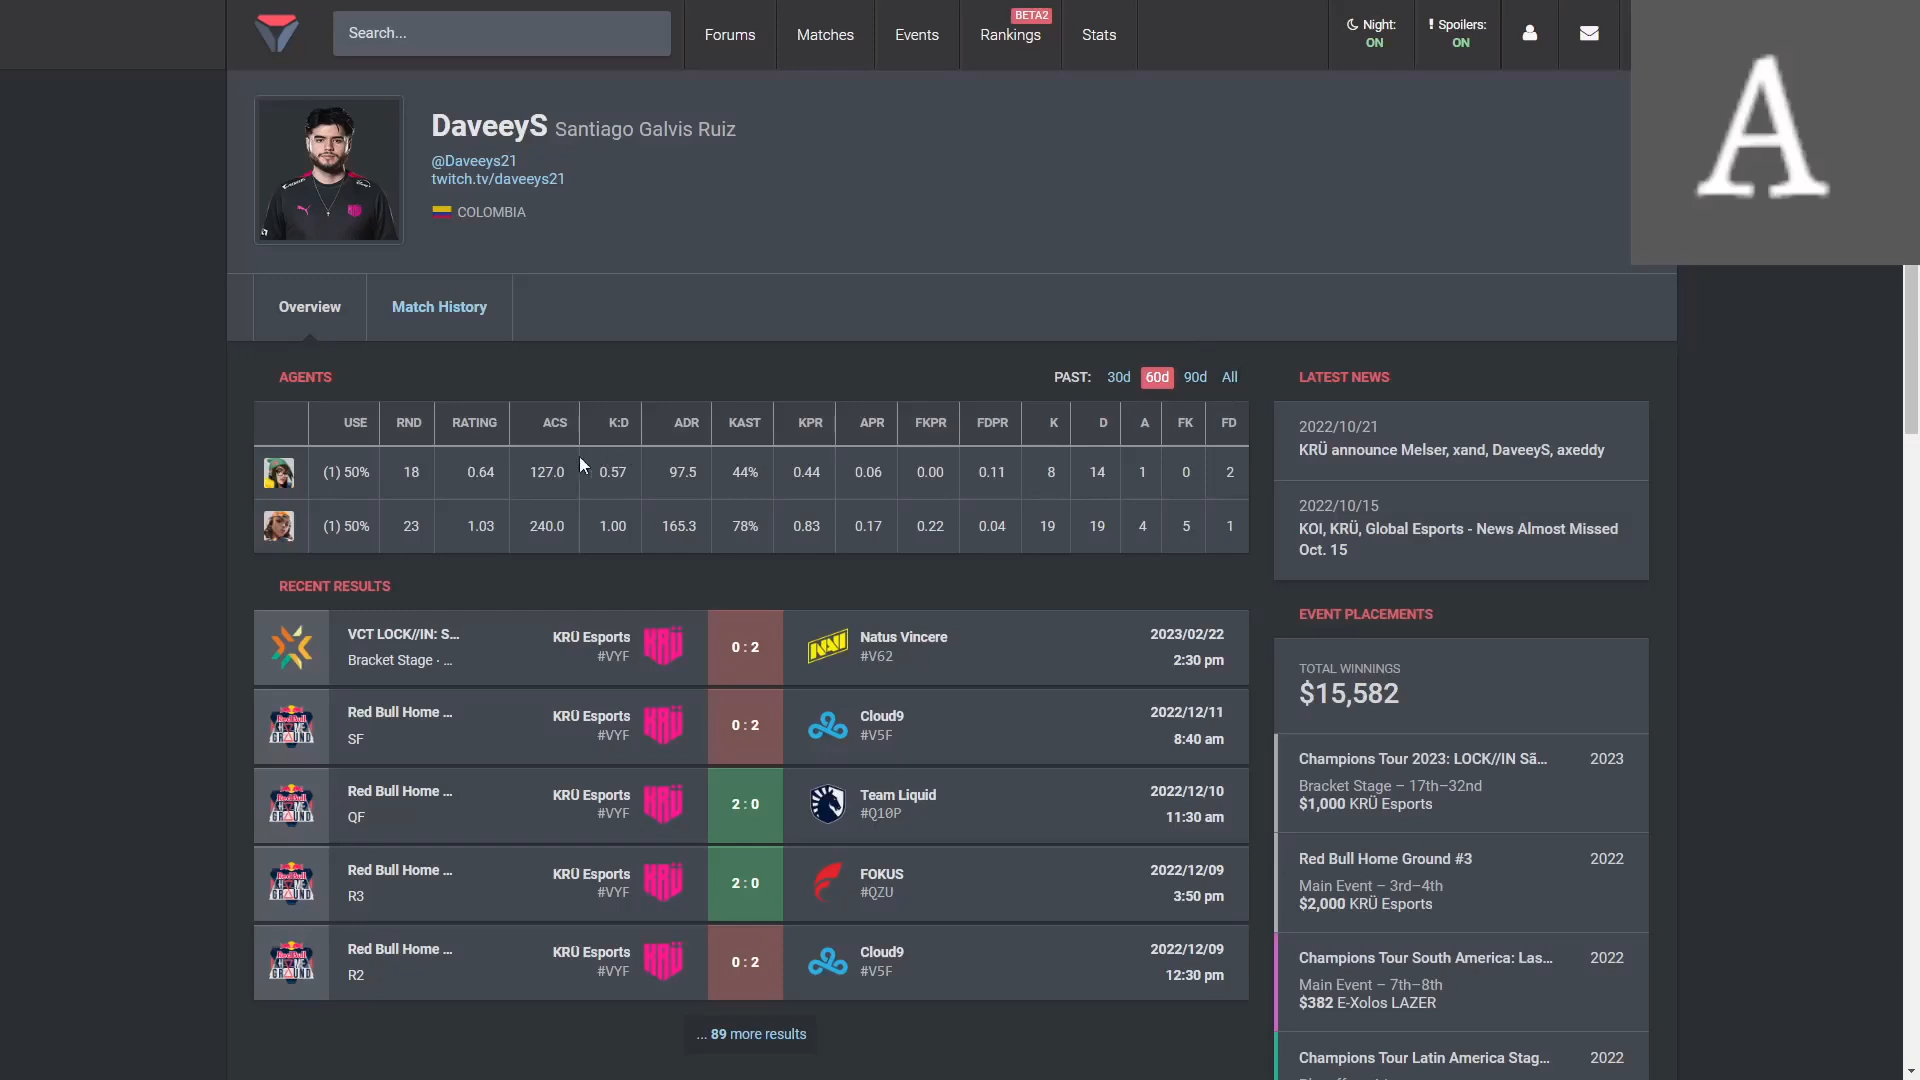 Search...
Forums
Matches
Events
BETA2
Rankings
Stats
Night:
ON
Spoilers:
ON
A
DaveeyS Santiago Galvis Ruiz
@Daveeys21
twitch.tv/daveeys21
COLOMBIA
Overview
Match History
AGENTS
PAST: 30d 60d 90d All
USE RND RATING ACS K:D ADR KAST KPR APR FKPR FDPR K D A FK FD
(1) 50% 18 0.64 127.0 0.57 97.5 44% 0.44 0.06 0.00 0.11 8 14 1 0 2
(1) 50% 23 1.03 240.0 1.00 165.3 78% 0.83 0.17 0.22 0.04 19 19 4 5 1
RECENT RESULTS
VCT LOCK//IN: S...
Bracket Stage · ...
KRÜ Esports
#VYF
KRÜ
0 : 2
NAVI
Natus Vincere
#V62
2023/02/22
2:30 pm
Red Bull Home ...
SF
KRÜ Esports
#VYF
KRÜ
0 : 2
Cloud9
#V5F
2022/12/11
8:40 am
Red Bull Home ...
QF
KRÜ Esports
#VYF
KRÜ
2 : 0
Team Liquid
#Q10P
2022/12/10
11:30 am
Red Bull Home ...
R3
KRÜ Esports
#VYF
KRÜ
2 : 0
FOKUS
#QZU
2022/12/09
3:50 pm
Red Bull Home ...
R2
KRÜ Esports
#VYF
KRÜ
0 : 2
Cloud9
#V5F
2022/12/09
12:30 pm
... 89 more results
LATEST NEWS
2022/10/21
KRÜ announce Melser, xand, DaveeyS, axeddy
2022/10/15
KOI, KRÜ, Global Esports - News Almost Missed
Oct. 15
EVENT PLACEMENTS
TOTAL WINNINGS
$15,582
Champions Tour 2023: LOCK//IN Sã... 2023
Bracket Stage – 17th–32nd
$1,000 KRÜ Esports
Red Bull Home Ground #3 2022
Main Event – 3rd–4th
$2,000 KRÜ Esports
Champions Tour South America: Las... 2022
Main Event – 7th–8th
$382 E-Xolos LAZER
Champions Tour Latin America Stag... 2022